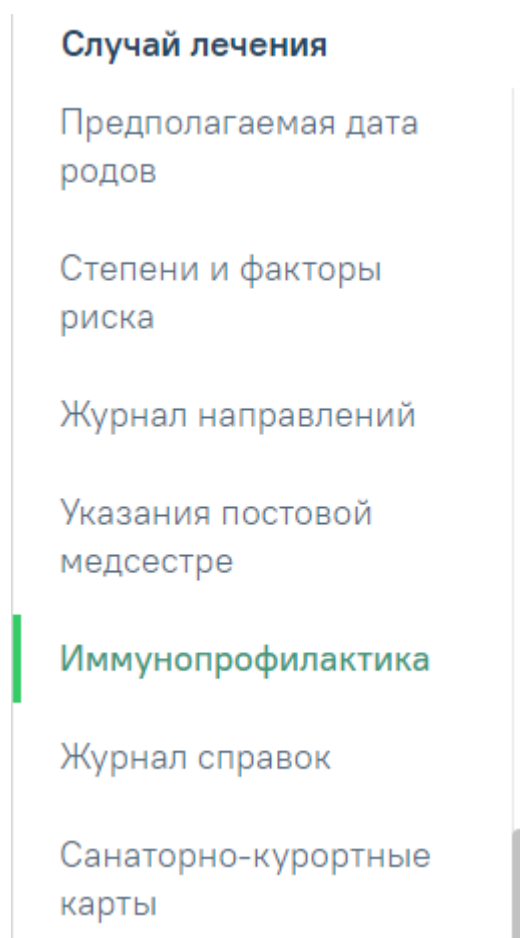 Случай лечения
Предполагаемая дата
родов
Степени и факторы
риска
Журнал направлений
Указания постовой
медсестре
Иммунопрофилактика
Журнал справок
Санаторно-курортные
карты